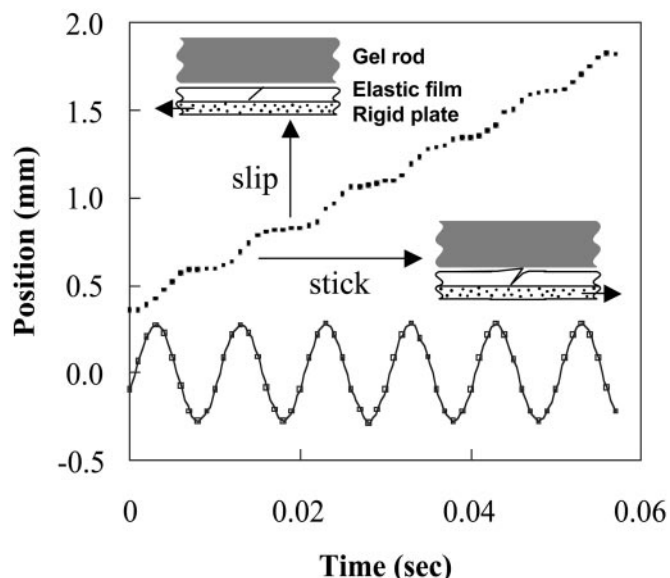 2.0
Gel rod
Elastic film
Rigid plate
1.5
slip
1.0
stick
0.5
0.0
-0.5
0 0.02 0.04 0.06
Position (mm)
Time (sec)